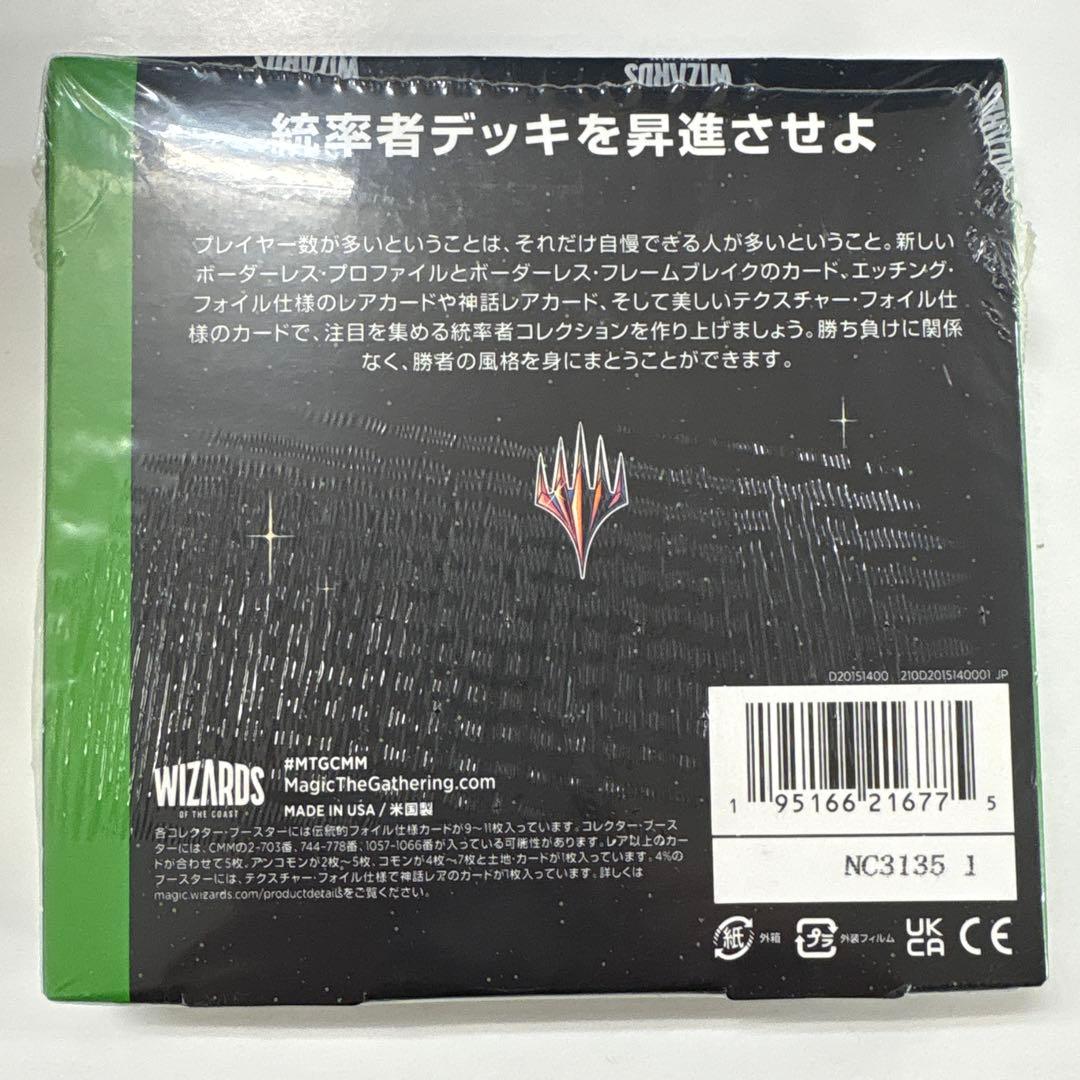 WIZARDS
WIZARDS
WIZARDS
統率者デッキを昇進させよ
プレイヤー数が多いということは、それだけ自慢できる人が多いということ。新しい
ボーダーレス・プロファイルとボーダーレス・フレームブレイクのカード、エッチング・
フォイル仕様のレアカードや神話レアカード、そして美しいテクスチャー・フォイル仕
様のカードで、注目を集める統率者コレクションを作り上げましょう。勝ち負けに関係
なく、勝者の風格を身にまとうことができます。
D20151400 210D2015140001 JP
WIZARDS
OF THE COAST
#MTGCMM
MagicTheGathering.com
MADE IN USA / 米国製
各コレクター・ブースターには伝統的フォイル仕様カードが9～11枚入っています。コレクター・ブース
ターには、CMMの2-703番、744-778番、1057-1066番が入っている可能性があります。レア以上のカー
ドが合わせて5枚、アンコモンが2枚～5枚、コモンが4枚～7枚と土地・カードが1枚入っています。4%の
ブースターには、テクスチャー・フォイル仕様で神話レアのカードが1枚入っています。詳しくは
magic.wizards.com/productdetailsをご覧ください。
1 95166 21677 5
NC3135 1
紙 外箱 プラ 外装フィルム UK CA CE